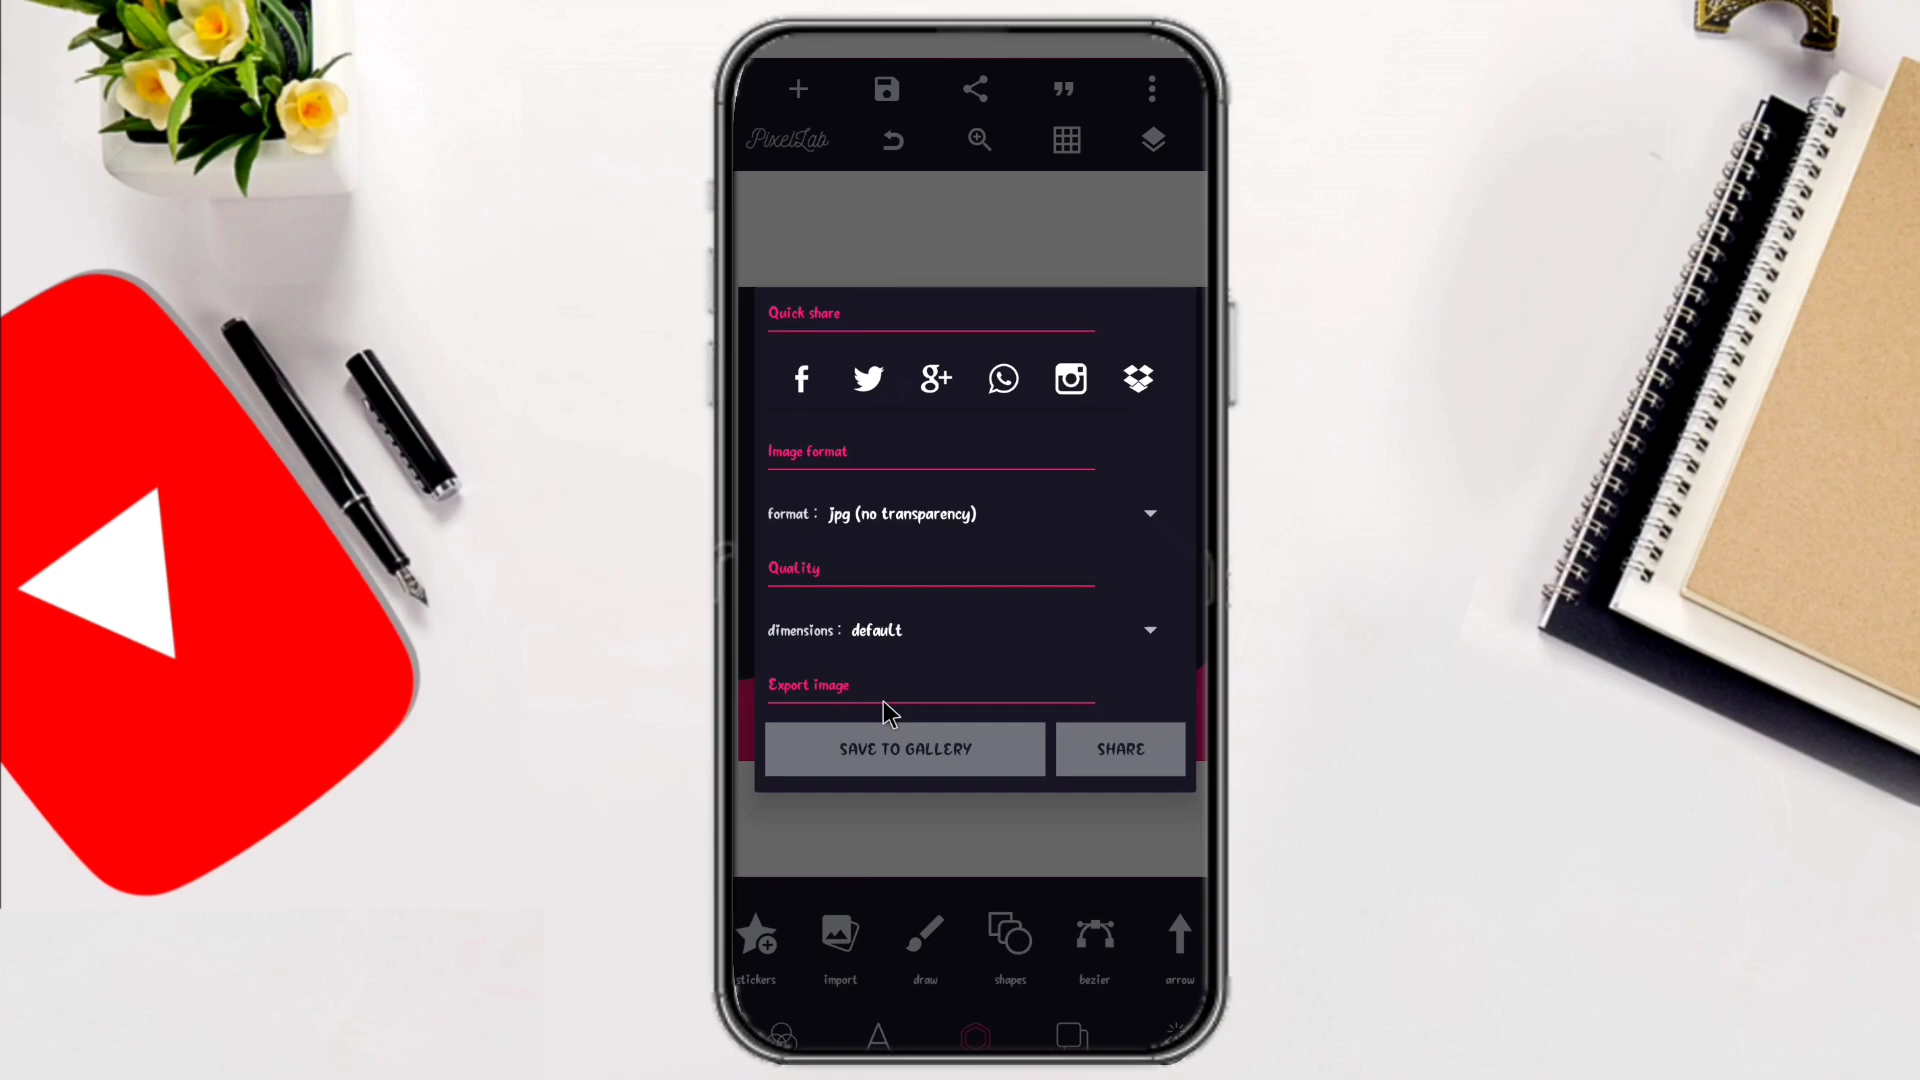 PixelLab
Quick share
Image format
format : jpg (no transparency)
Quality
dimensions : default
Export image
SAVE TO GALLERY
SHARE
stickers
import
draw
shapes
bezier
arrow